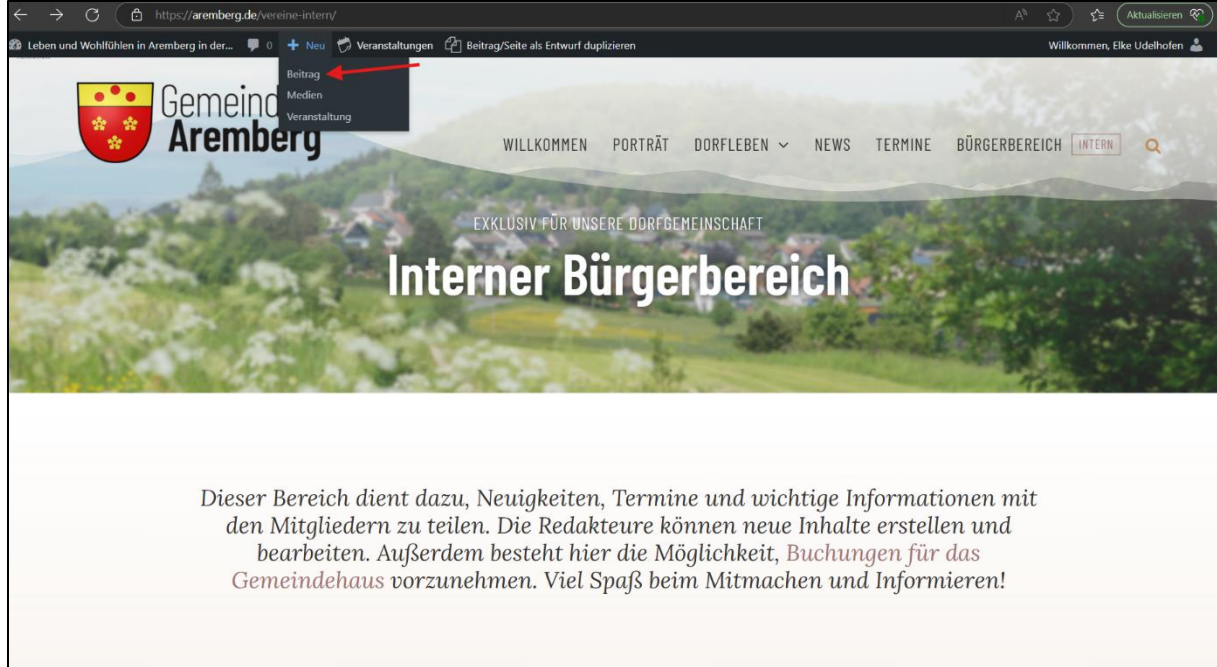 https://aremberg.de/vereine-intern/
Aktualisieren
Leben und Wohlfühlen in Aremberg in der... 0 Neu Veranstaltungen Beitrag/Seite als Entwurf duplizieren Willkommen, Elke Udelhofen
Beitrag
Medien
Veranstaltung
Gemeind
Aremberg
WILLKOMMEN PORTRÄT DORFLEBEN NEWS TERMINE BÜRGERBEREICH INTERN
EXKLUSIV FÜR UNSERE DORFGEMEINSCHAFT
Interner Bürgerbereich
Dieser Bereich dient dazu, Neuigkeiten, Termine und wichtige Informationen mit
den Mitgliedern zu teilen. Die Redakteure können neue Inhalte erstellen und
bearbeiten. Außerdem besteht hier die Möglichkeit, Buchungen für das
Gemeindehaus vorzunehmen. Viel Spaß beim Mitmachen und Informieren!